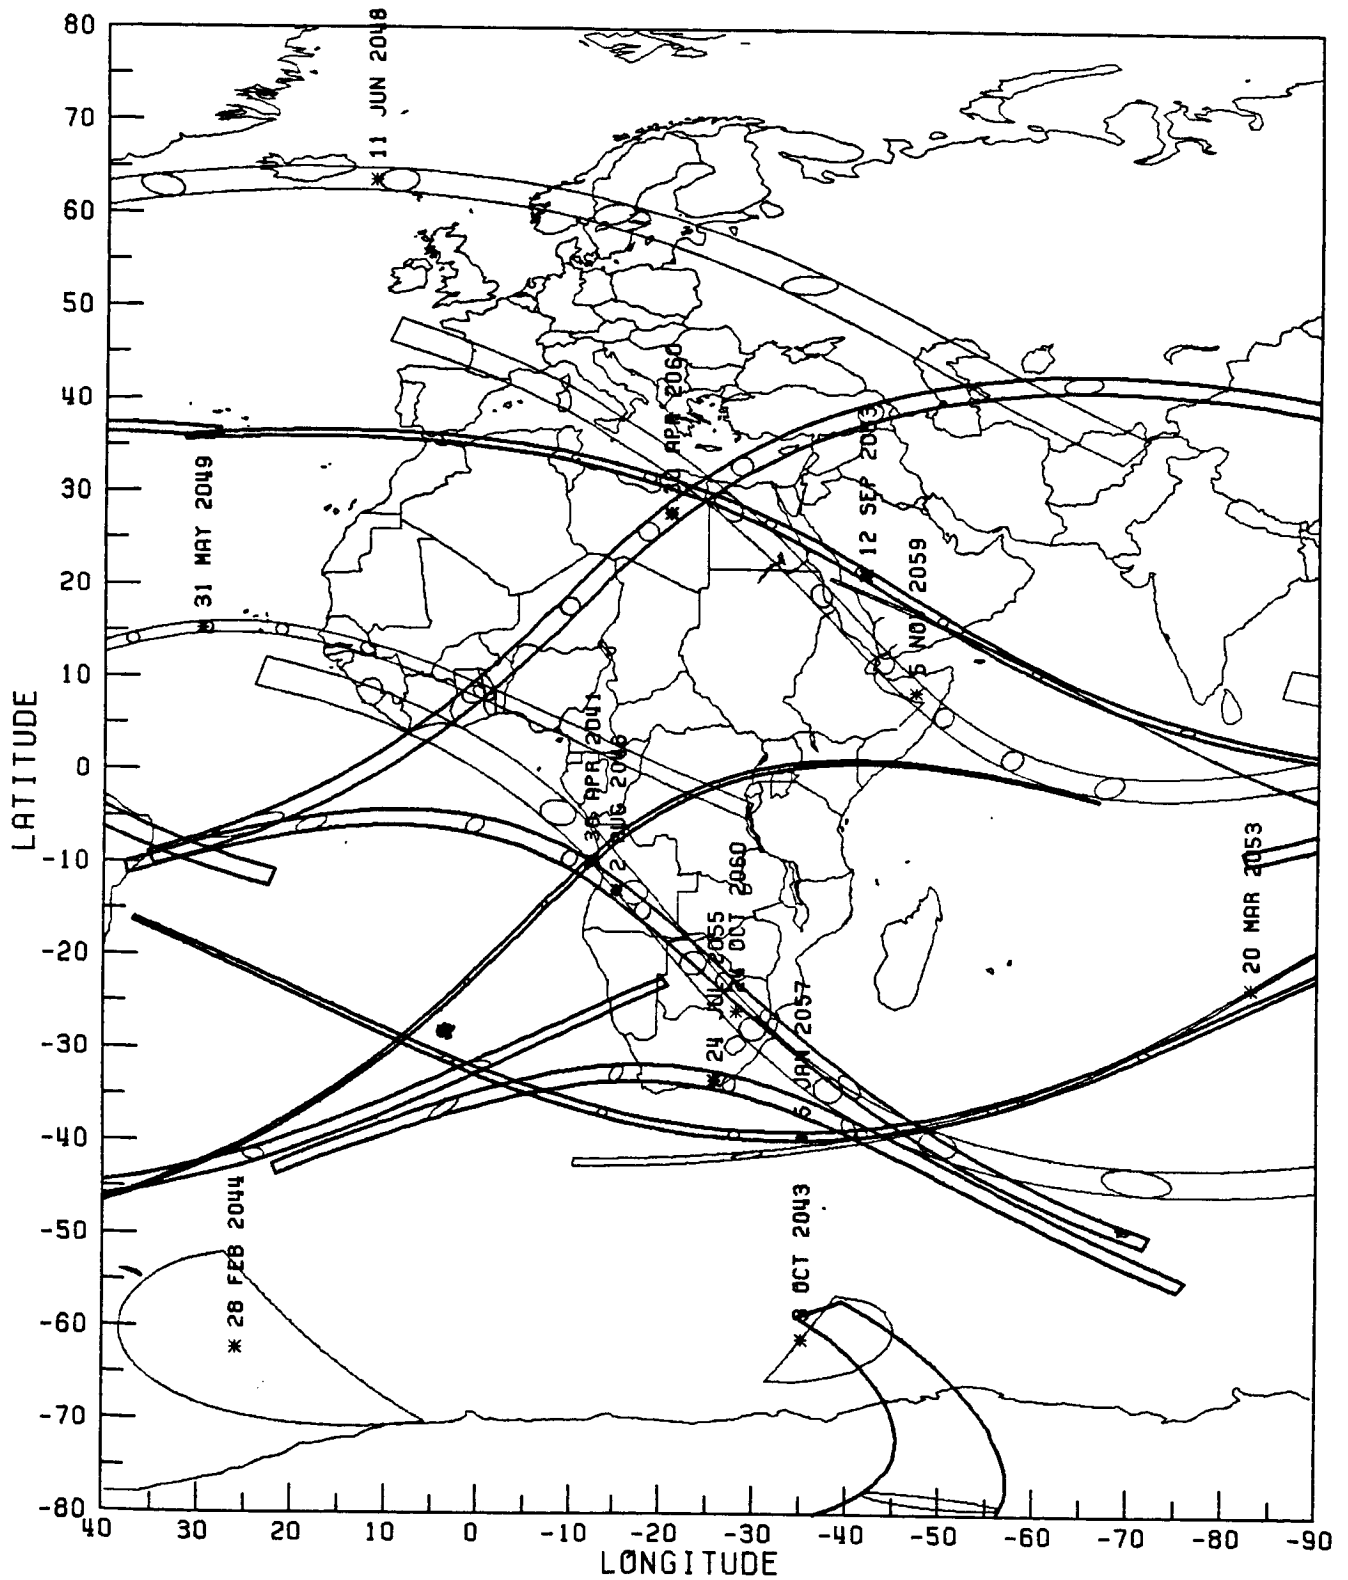 80
70
60
50
40
30
20
10
0
-10
-20
-30
-40
-50
-60
-70
-80
LATITUDE
40 30 20 10 0 -10 -20 -30 -40 -50 -60 -70 -80 -90
LONGITUDE
11 JUN 2048
31 MAY 2049
APR 2060
12 SEP 2053
5 NOV 2059
30 APR 2041
2 AUG 2046
24 JUL 2055
24 OCT 2060
5 JAN 2057
20 MAR 2053
28 FEB 2044
3 OCT 2043